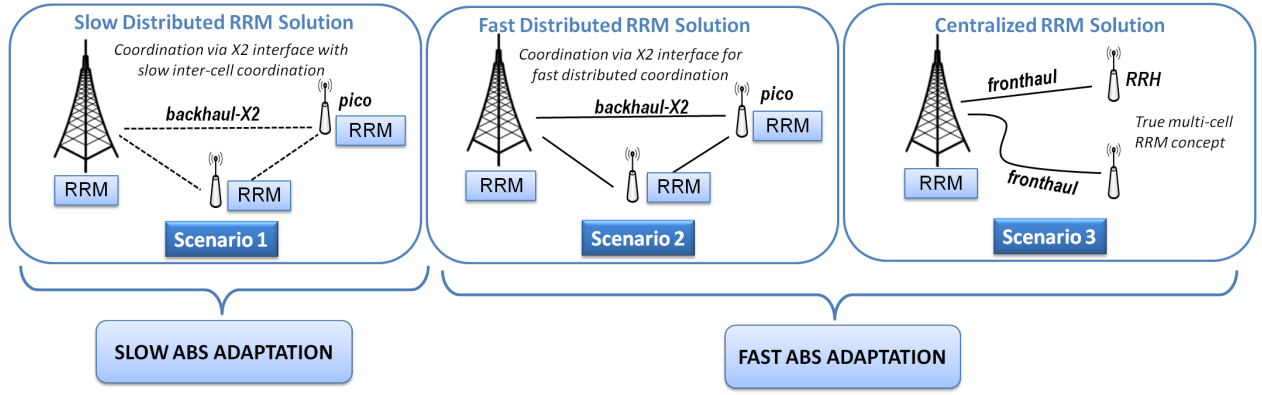 Slow Distributed RRM Solution
Coordination via X2 interface with
slow inter-cell coordination
backhaul-X2
pico
RRM
RRM
RRM
Scenario 1
Fast Distributed RRM Solution
Coordination via X2 interface for
fast distributed coordination
backhaul-X2
pico
RRM
RRM
RRM
Scenario 2
Centralized RRM Solution
fronthaul
RRH
True multi-cell
RRM concept
RRM
fronthaul
Scenario 3
SLOW ABS ADAPTATION
FAST ABS ADAPTATION